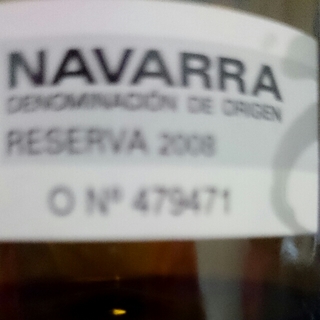 NAVARRA
DENOMINACIÓN DE ORIGEN
RESERVA 2008
O Nº 479471